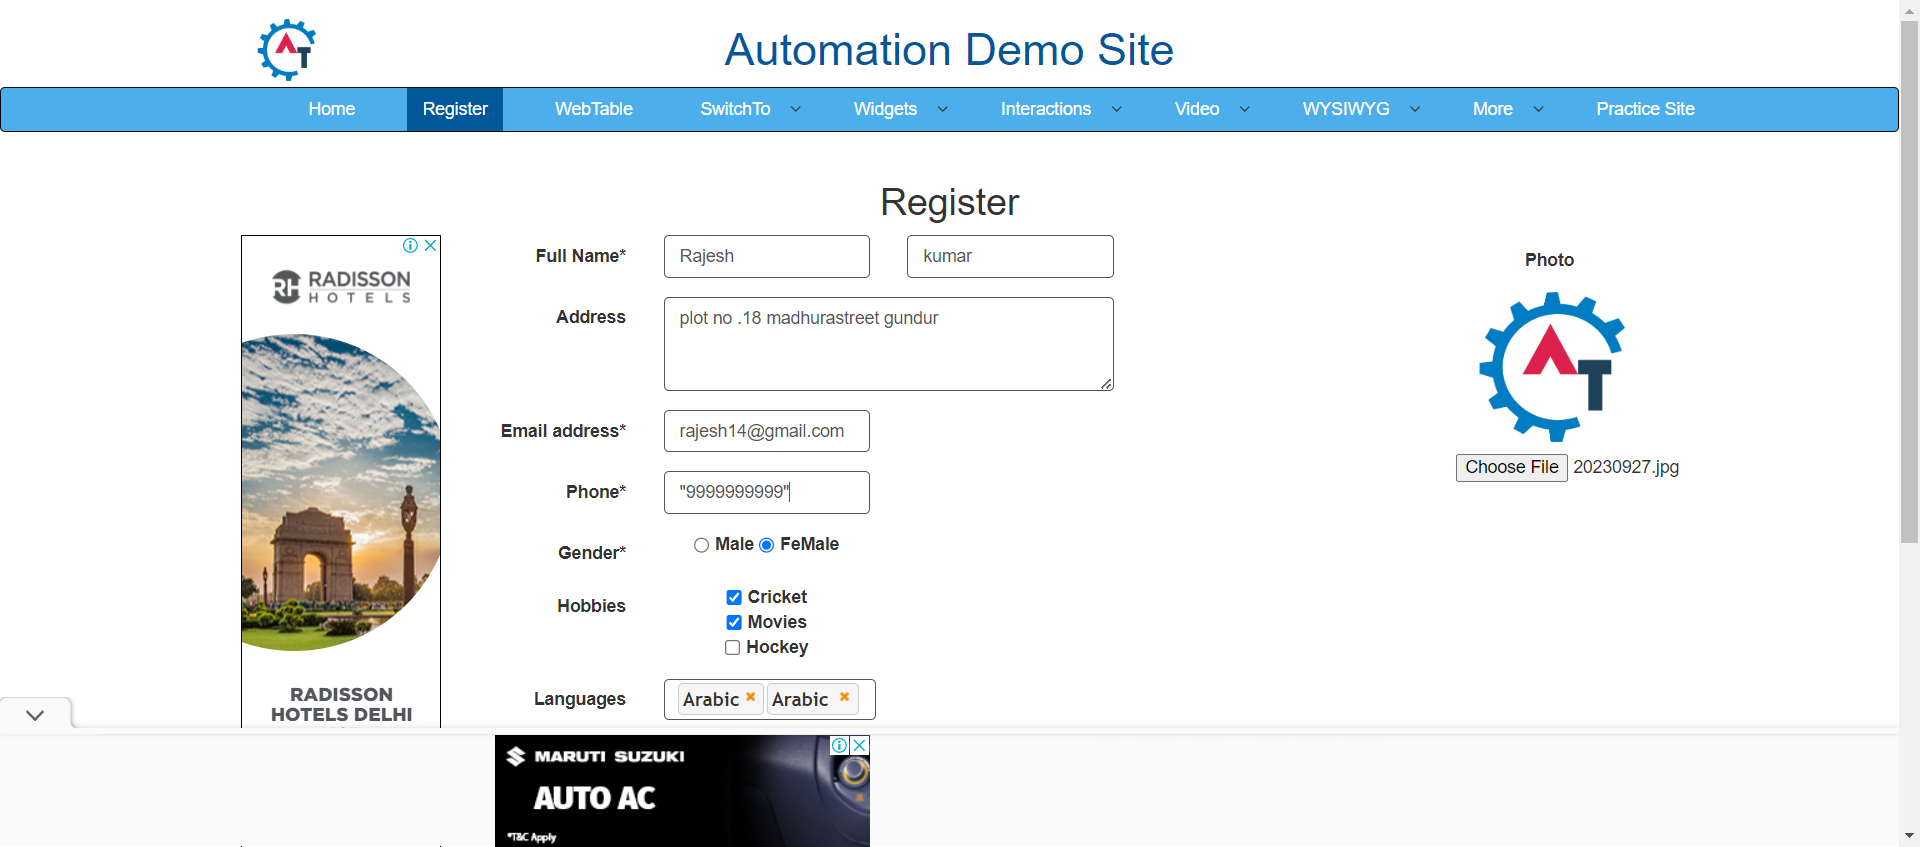 AT
Automation Demo Site
Home Register WebTable SwitchTo Widgets Interactions Video WYSIWYG More Practice Site
Register
RH RADISSON
HOTELS
RADISSON
HOTELS DELHI
Full Name* Rajesh kumar
Address plot no .18 madhurastreet gundur
Email address* rajesh14@gmail.com
Phone* "9999999999"
Gender* Male FeMale
Hobbies Cricket
Movies
Hockey
Languages Arabic Arabic
Photo
AT
Choose File 20230927.jpg
MARUTI SUZUKI
AUTO AC
*T&C Apply